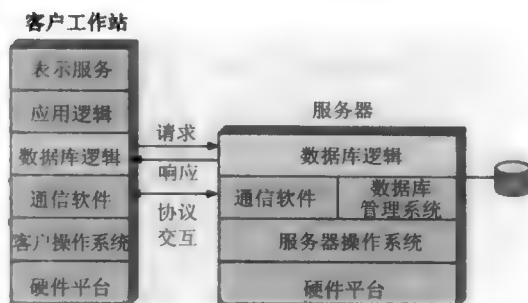 客户工作站
表示服务
应用逻辑
数据库逻辑
通信软件
客户操作系统
硬件平台
请求
响应
协议
交互
服务器
数据库逻辑
通信软件
数据库
管理系统
服务器操作系统
硬件平台